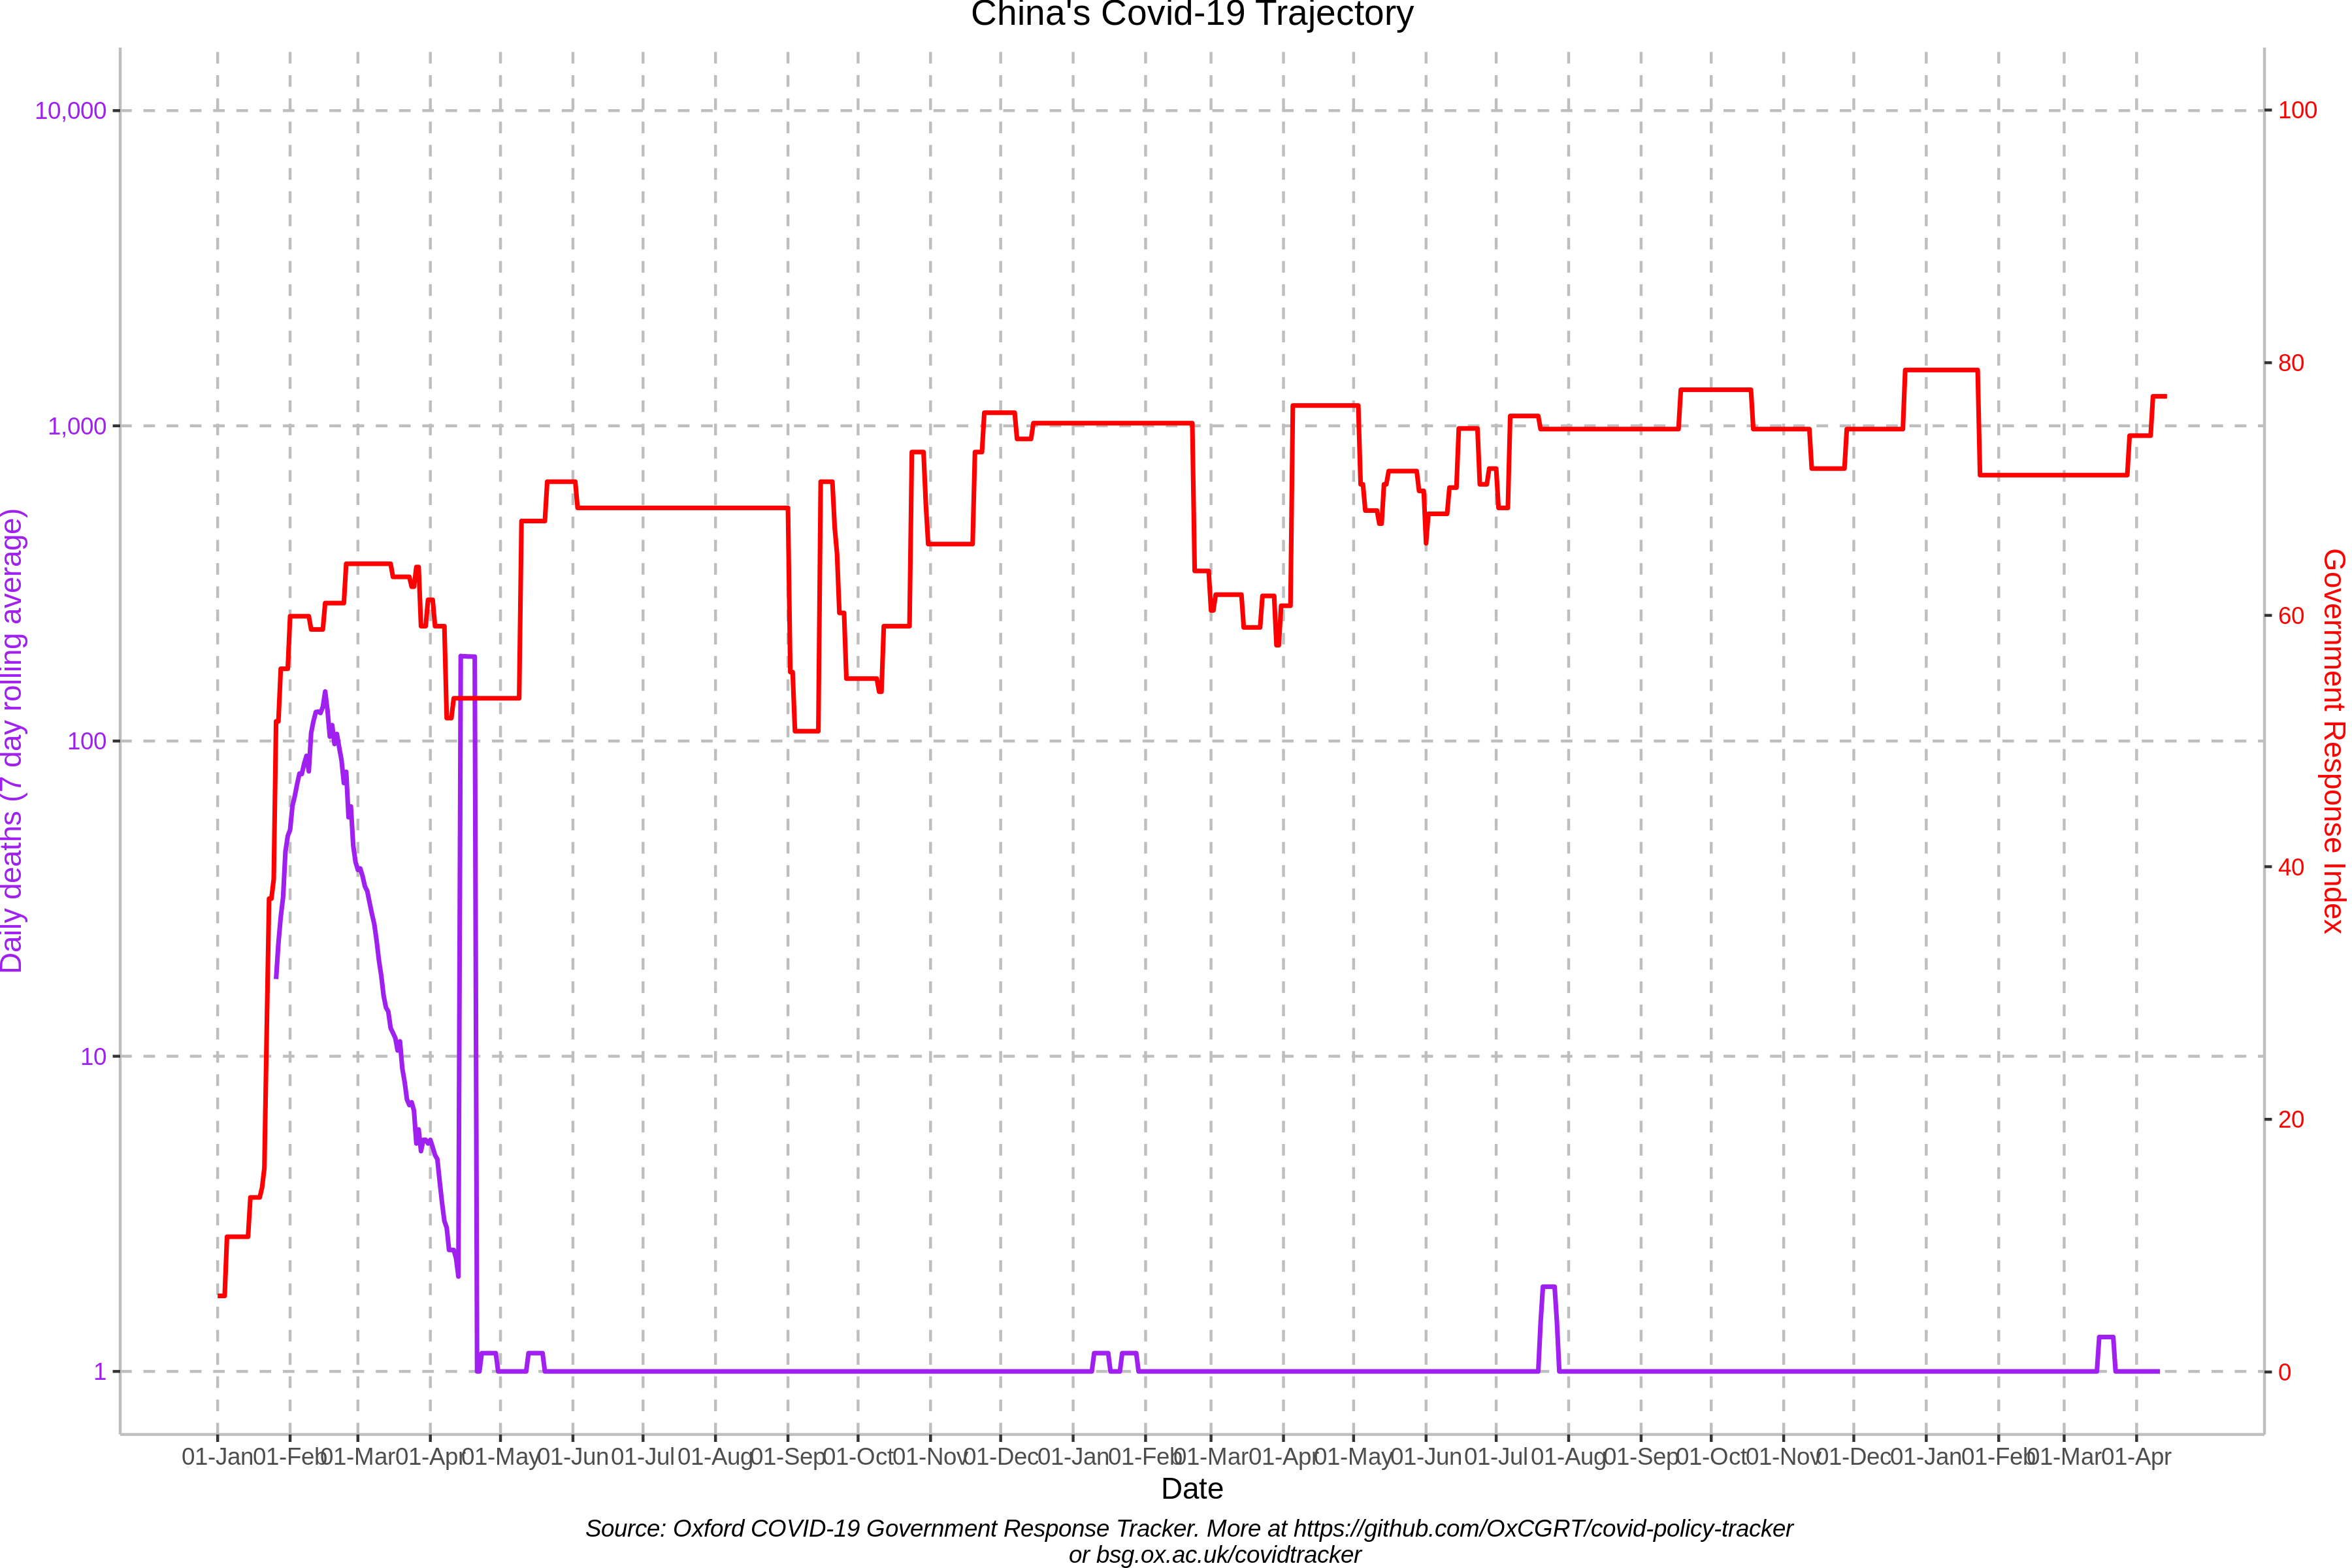 China's Covid-19 Trajectory
10,000
1,000
100
10
1
Daily deaths (7 day rolling average)
100
80
60
40
20
0
Government Response Index
01-Jan 01-Feb 01-Mar 01-Apr 01-May 01-Jun 01-Jul 01-Aug 01-Sep 01-Oct 01-Nov 01-Dec 01-Jan 01-Feb 01-Mar 01-Apr 01-May 01-Jun 01-Jul 01-Aug 01-Sep 01-Oct 01-Nov 01-Dec 01-Jan 01-Feb 01-Mar 01-Apr
Date
Source: Oxford COVID-19 Government Response Tracker. More at https://github.com/OxCGRT/covid-policy-tracker
or bsg.ox.ac.uk/covidtracker